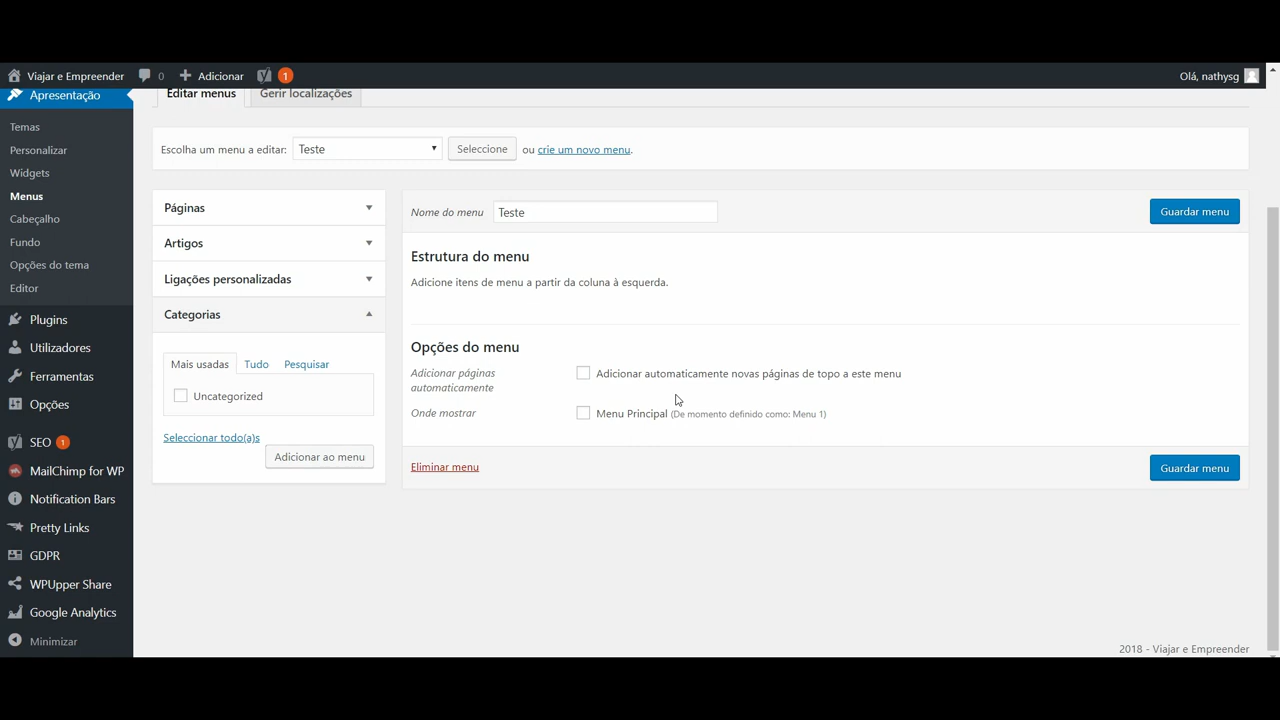 Viajar e Empreender
0
Adicionar
1
Olá, nathysg
Apresentação
Temas
Personalizar
Widgets
Menus
Cabeçalho
Fundo
Opções do tema
Editor
Plugins
Utilizadores
Ferramentas
Opções
SEO 1
MailChimp for WP
Notification Bars
Pretty Links
GDPR
WPUpper Share
Google Analytics
Minimizar
Editar menus
Gerir localizações
Escolha um menu a editar: Teste Seleccione ou crie um novo menu.
Páginas
Artigos
Ligações personalizadas
Categorias
Mais usadas Tudo Pesquisar
Uncategorized
Seleccionar todo(a)s
Adicionar ao menu
Nome do menu Teste
Guardar menu
Estrutura do menu
Adicione itens de menu a partir da coluna à esquerda.
Opções do menu
Adicionar páginas
automaticamente
Adicionar automaticamente novas páginas de topo a este menu
Onde mostrar
Menu Principal (De momento definido como: Menu 1)
Eliminar menu
Guardar menu
2018 - Viajar e Empreender